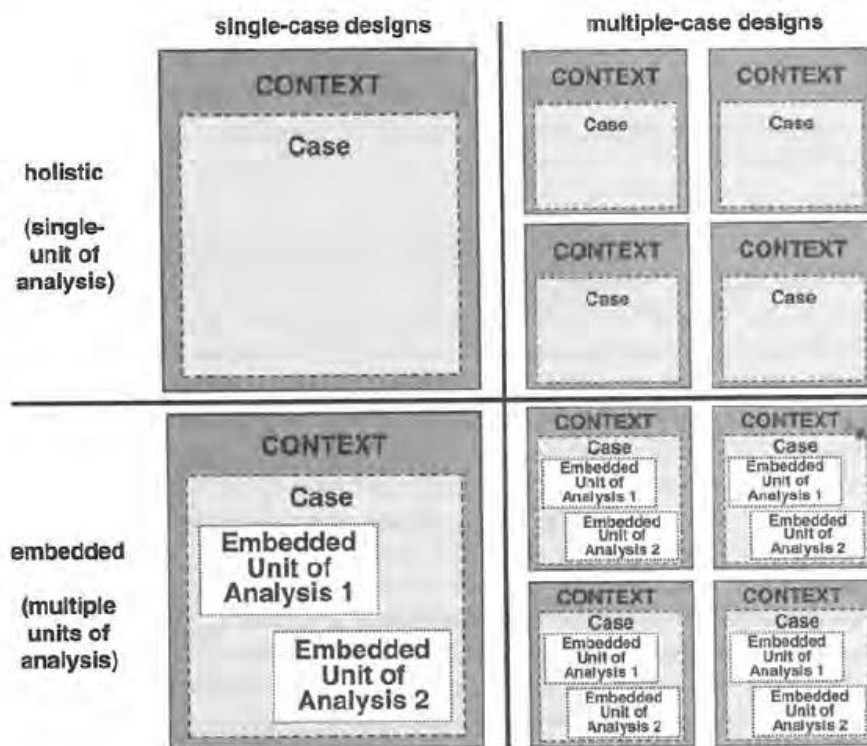 single-case designs
multiple-case designs
holistic
(single-
unit of
analysis)
CONTEXT
Case
CONTEXT
Case
CONTEXT
Case
CONTEXT
Case
CONTEXT
Case
embedded
(multiple
units of
analysis)
CONTEXT
Case
Embedded
Unit of
Analysis 1
Embedded
Unit of
Analysis 2
CONTEXT
Case
Embedded
Unit of
Analysis 1
Embedded
Unit of
Analysis 2
CONTEXT
Case
Embedded
Unit of
Analysis 1
Embedded
Unit of
Analysis 2
CONTEXT
Case
Embedded
Unit of
Analysis 1
Embedded
Unit of
Analysis 2
CONTEXT
Case
Embedded
Unit of
Analysis 1
Embedded
Unit of
Analysis 2